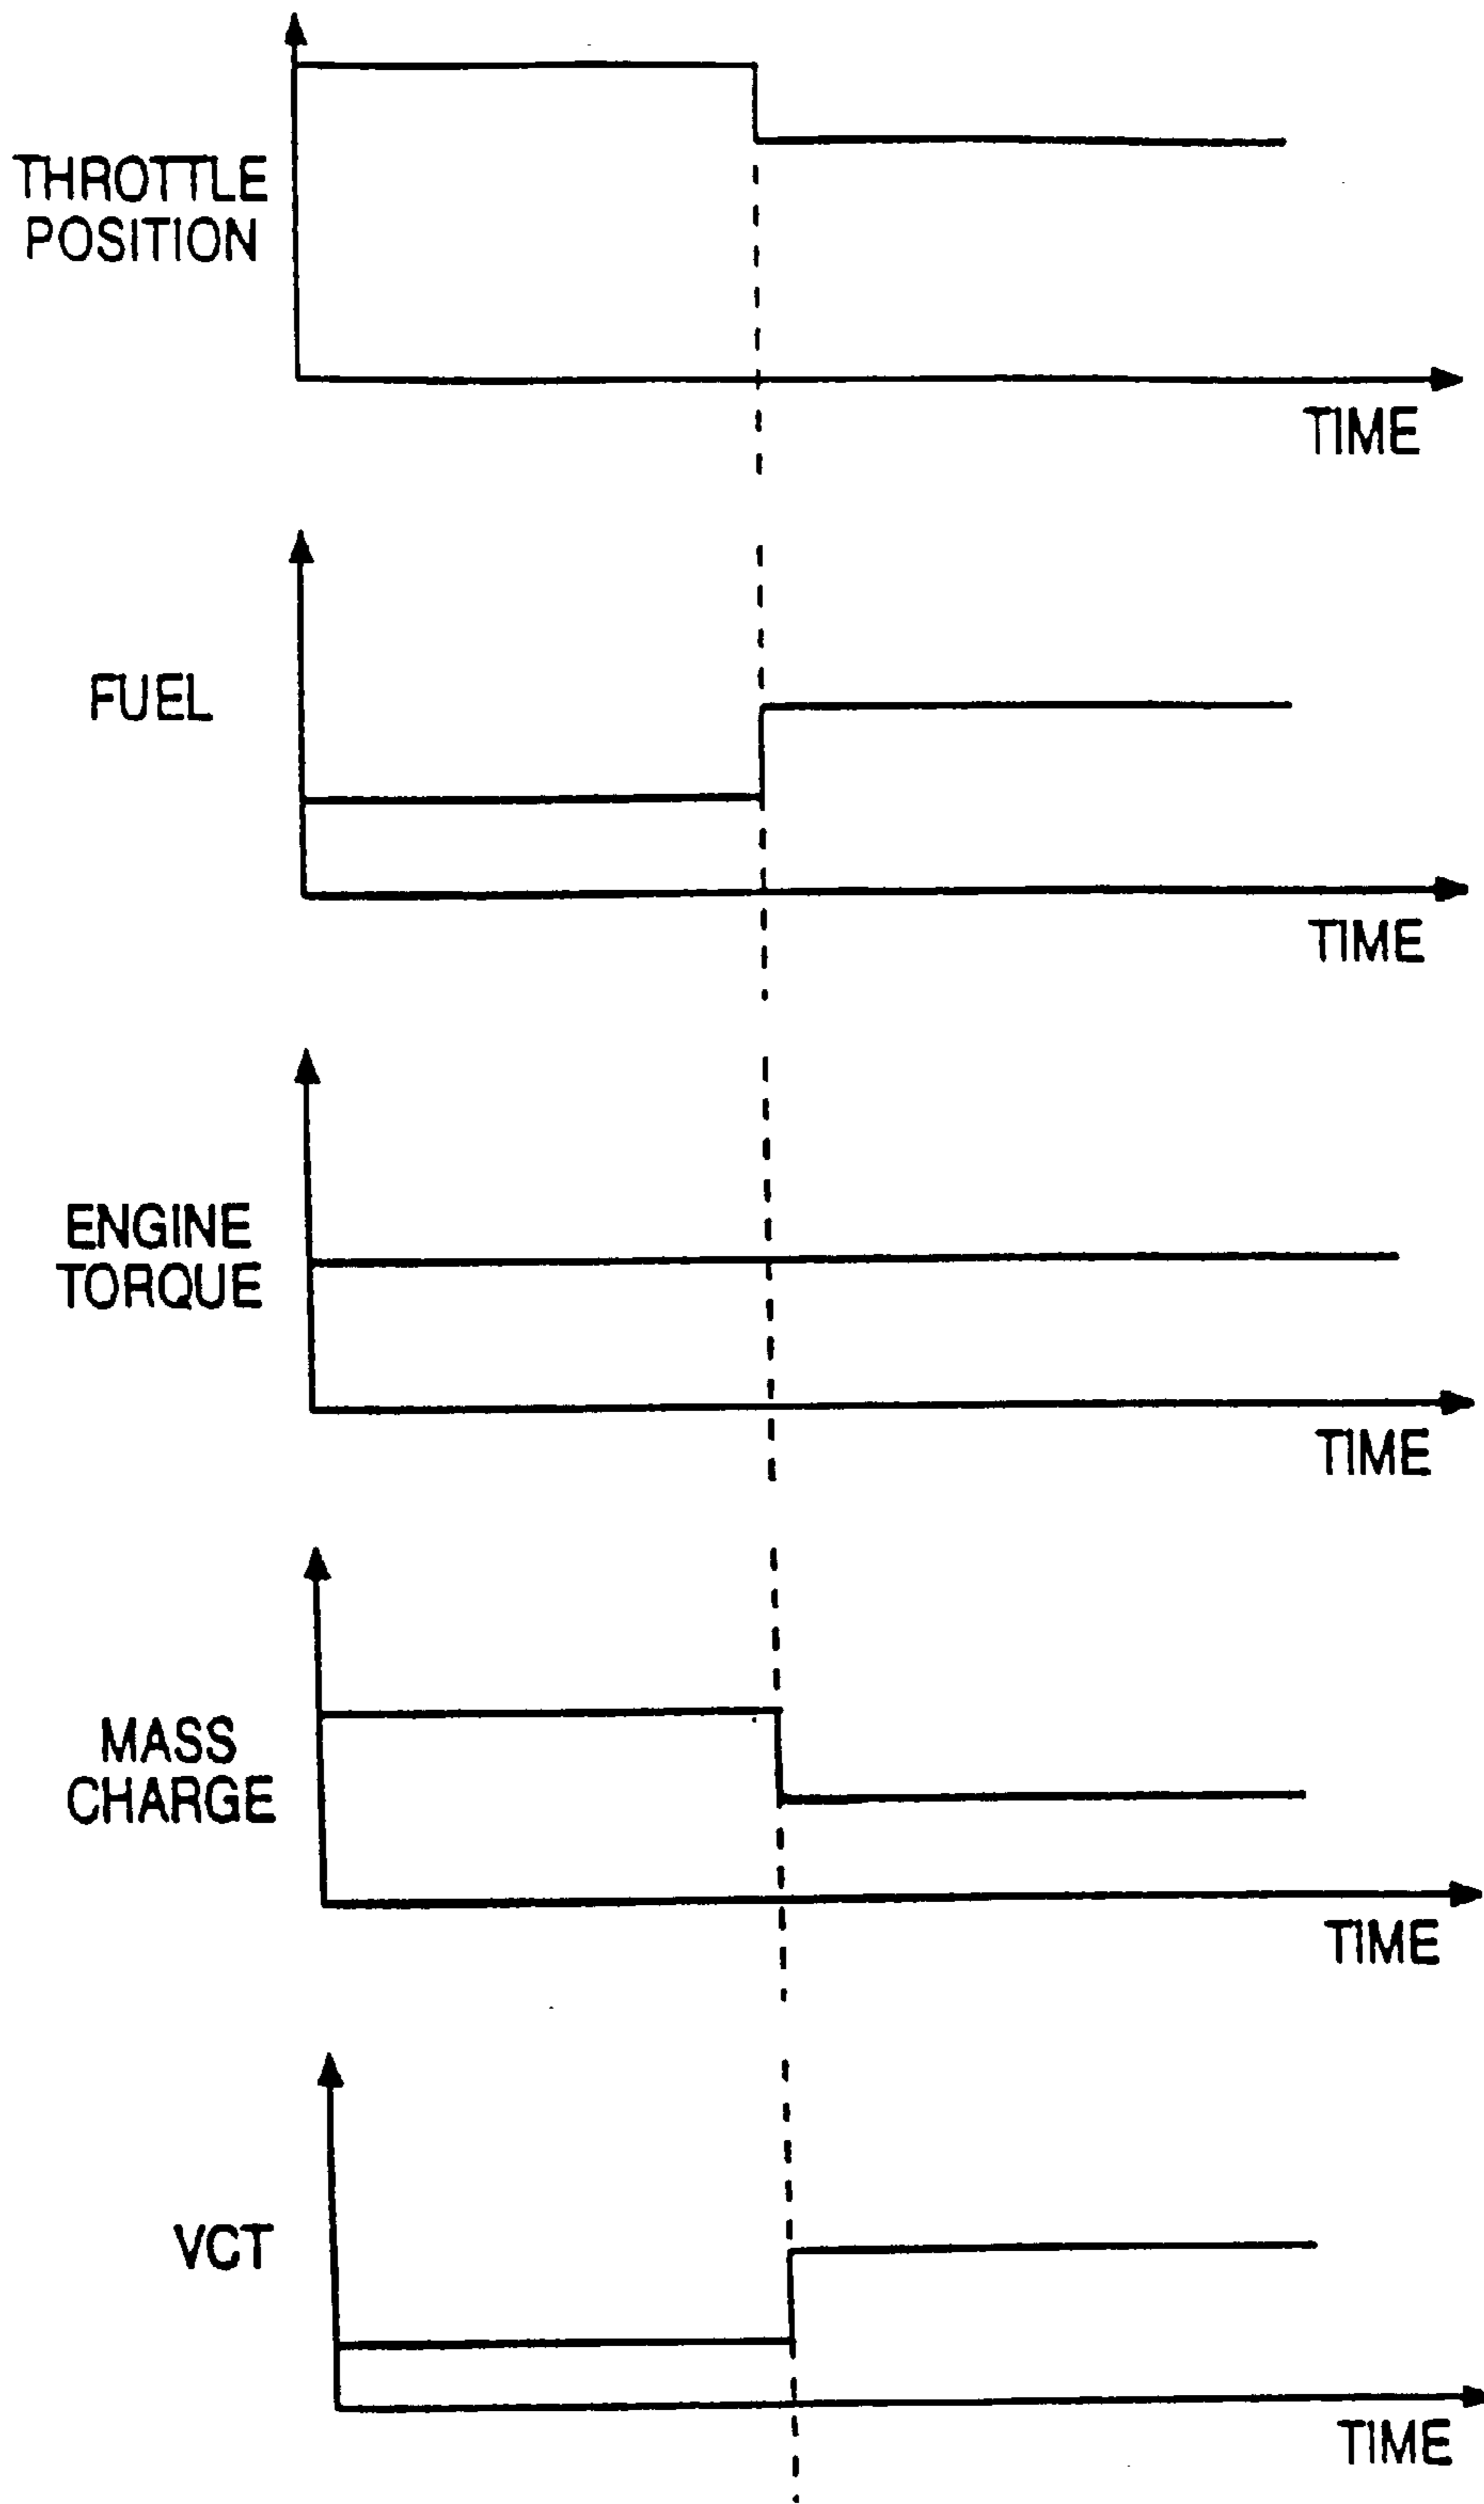 THROTTLE
POSITION
TIME
FUEL
TIME
ENGINE
TORQUE
TIME
MASS
CHARGE
TIME
VCT
TIME